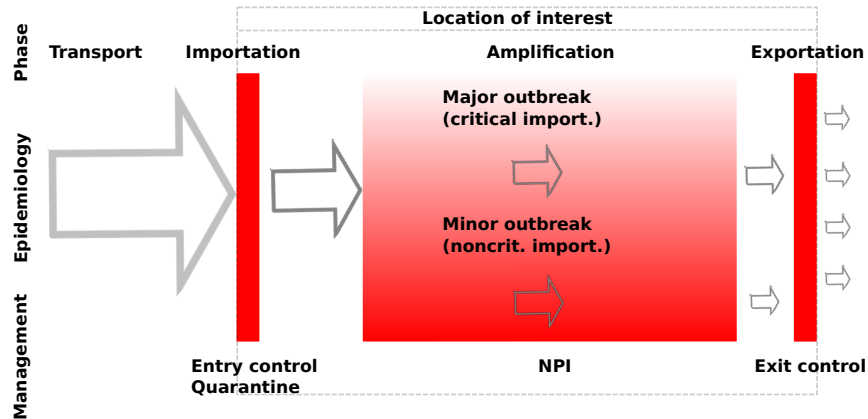 Location of interest
Phase
Transport
Importation
Amplification
Exportation
Epidemiology
Major outbreak
(critical import.)
Minor outbreak
(noncrit. import.)
Management
Entry control
Quarantine
NPI
Exit control